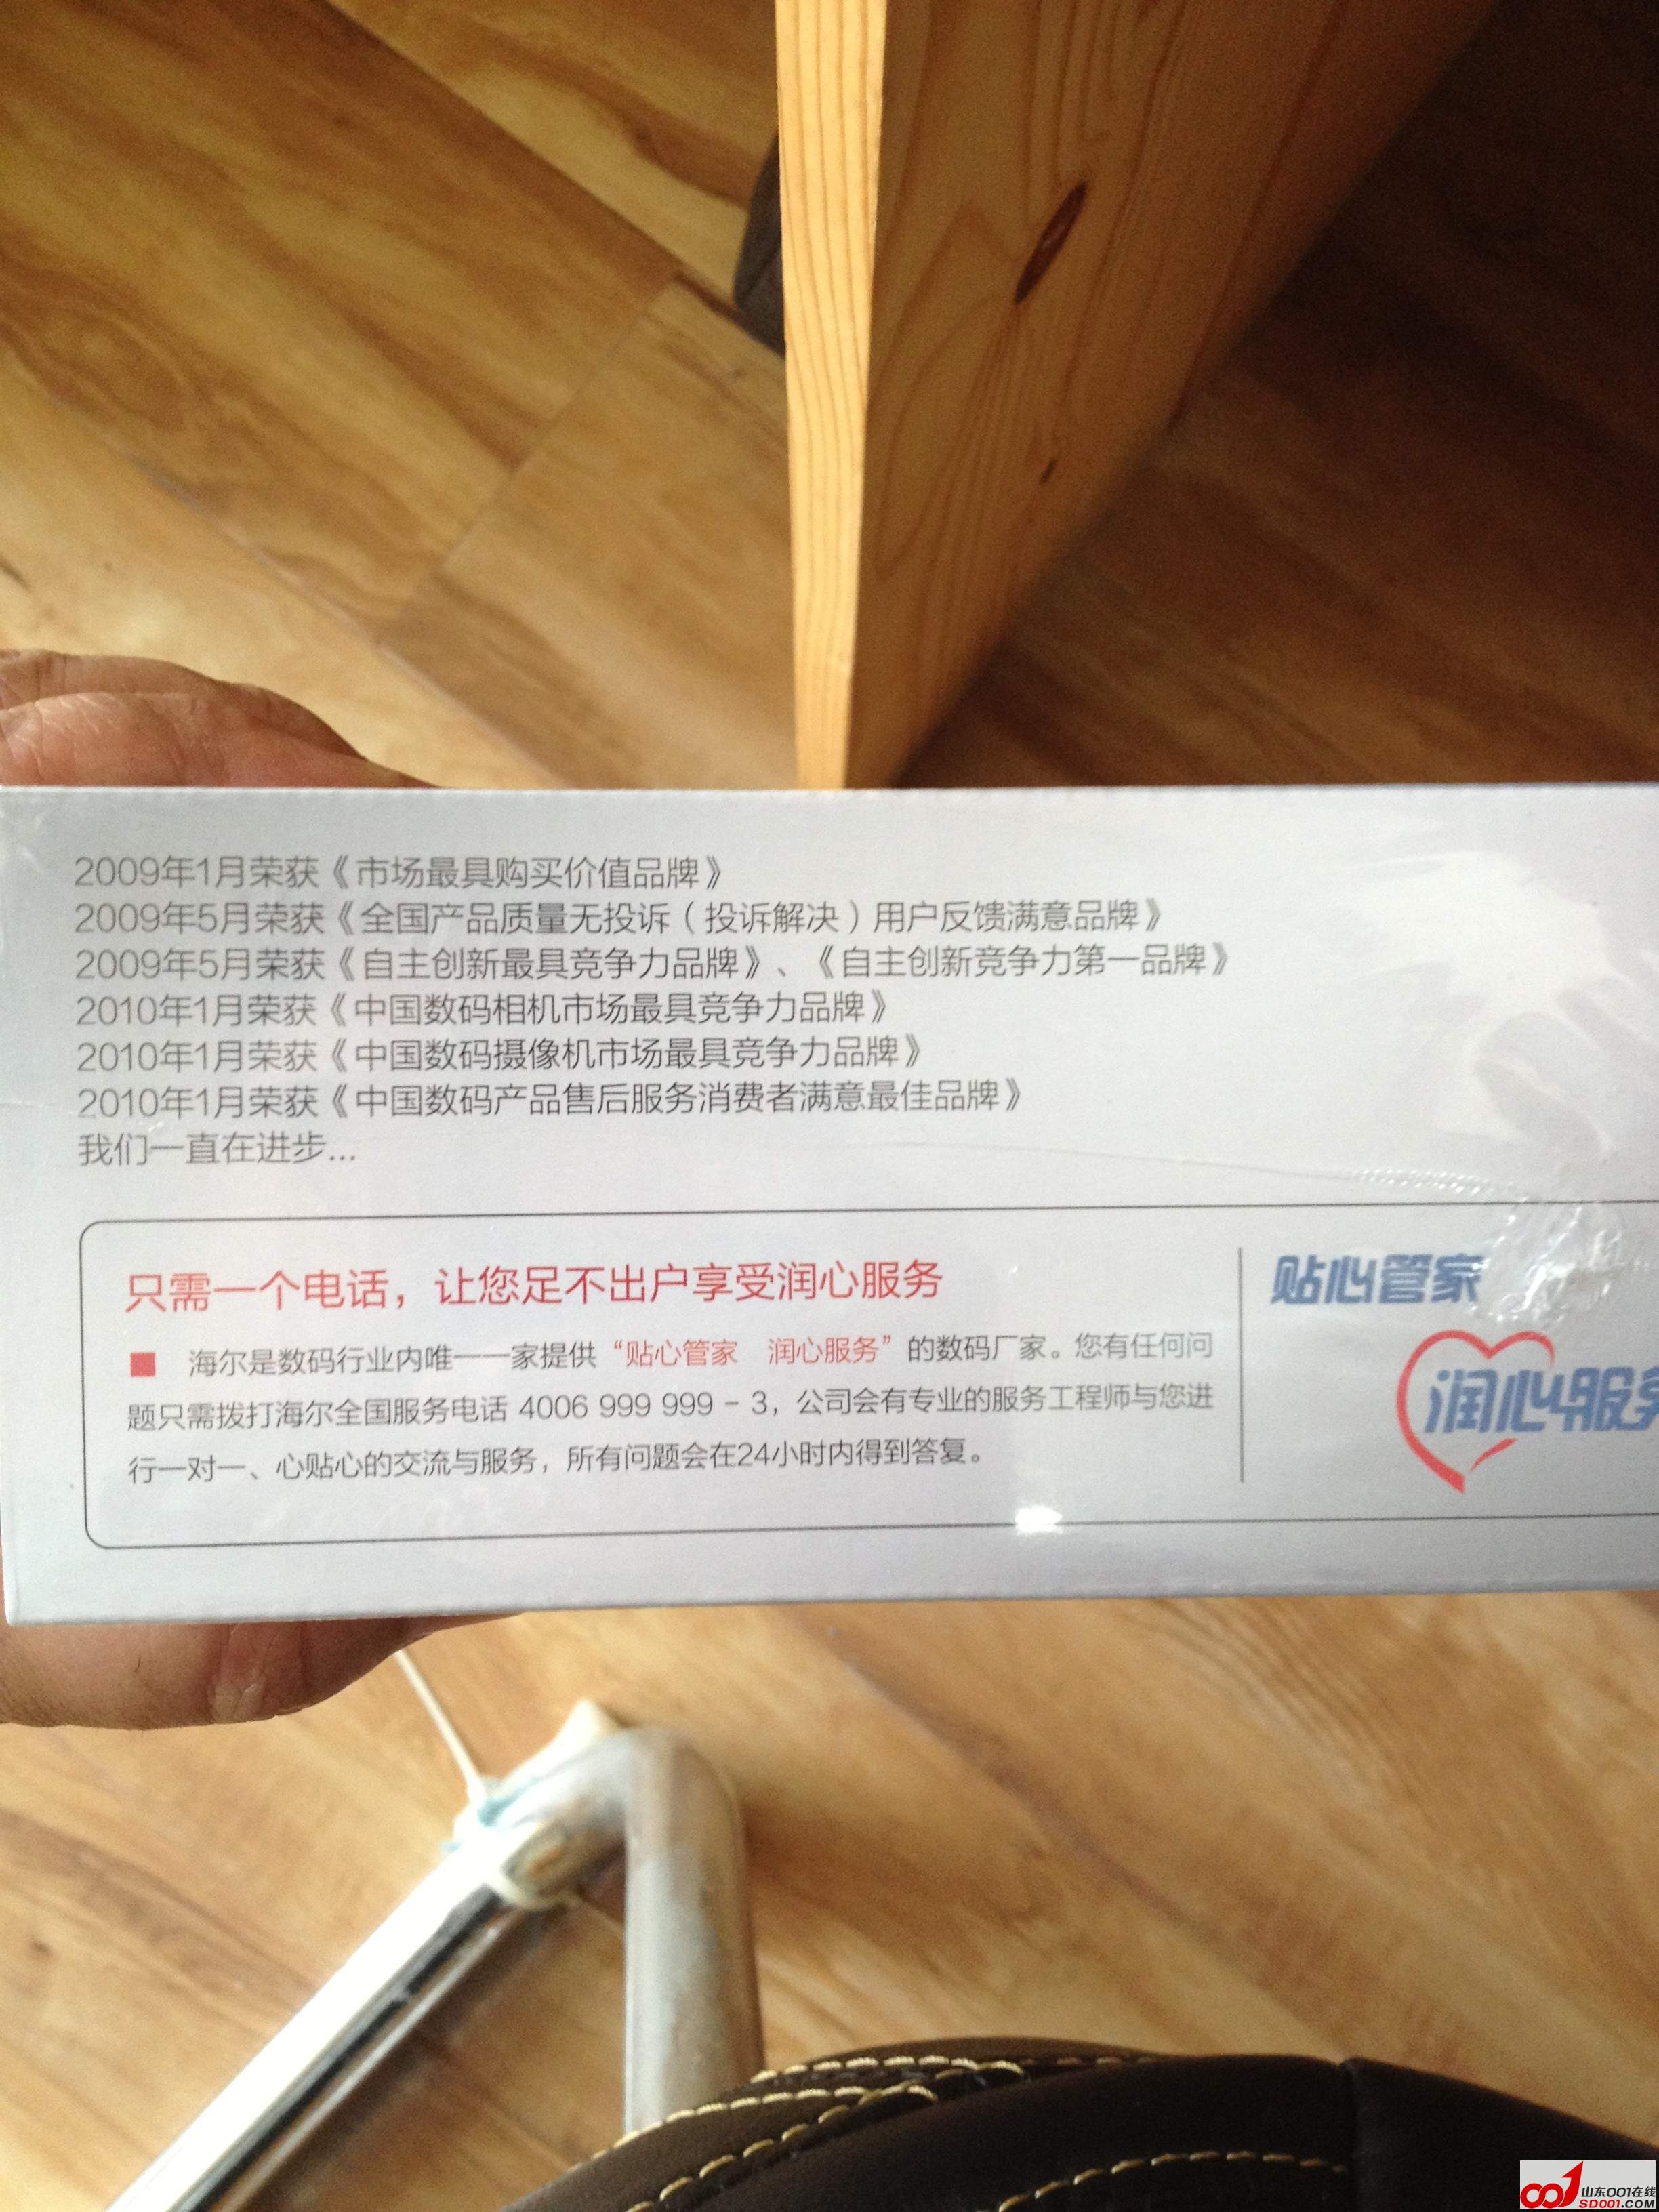 2009年1月荣获《市场最具购买价值品牌》
2009年5月荣获《全国产品质量无投诉（投诉解决）用户反馈满意品牌》
2009年5月荣获《自主创新最具竞争力品牌》、《自主创新竞争力第一品牌》
2010年1月荣获《中国数码相机市场最具竞争力品牌》
2010年1月荣获《中国数码摄像机市场最具竞争力品牌》
2010年1月荣获《中国数码产品售后服务消费者满意最佳品牌》
我们一直在进步...
只需一个电话，让您足不出户享受润心服务
■ 海尔是数码行业内唯一一家提供“贴心管家 润心服务”的数码厂家。您有任何问
题只需拨打海尔全国服务电话 4006 999 999 - 3，公司会有专业的服务工程师与您进
行一对一、心贴心的交流与服务，所有问题会在24小时内得到答复。
贴心管家
润心服务
001 山东001在线
SD001.COM